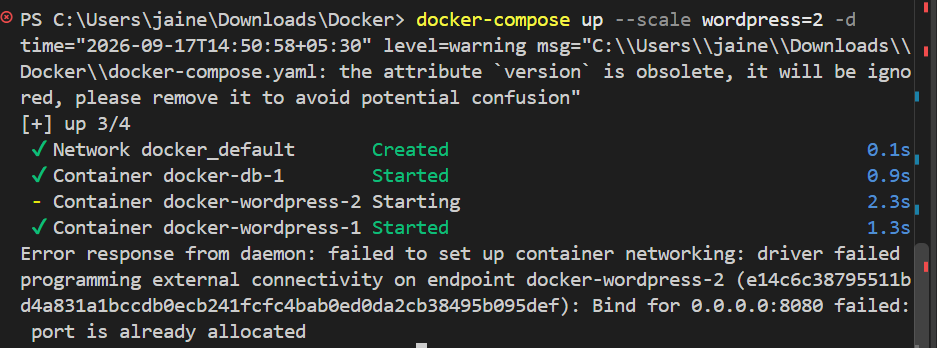 PS C:\Users\jaine\Downloads\Docker> docker-compose up --scale wordpress=2 -d
time="2026-09-17T14:50:58+05:30" level=warning msg="C:\\Users\\jaine\\Downloads\\
Docker\\docker-compose.yaml: the attribute `version` is obsolete, it will be igno
red, please remove it to avoid potential confusion"
[+] up 3/4
✓ Network docker_default Created 0.1s
✓ Container docker-db-1 Started 0.9s
- Container docker-wordpress-2 Starting 2.3s
✓ Container docker-wordpress-1 Started 1.3s
Error response from daemon: failed to set up container networking: driver failed
programming external connectivity on endpoint docker-wordpress-2 (e14c6c38795511b
d4a831a1bccdb0ecb241fcfc4bab0ed0da2cb38495b095def): Bind for 0.0.0.0:8080 failed:
port is already allocated